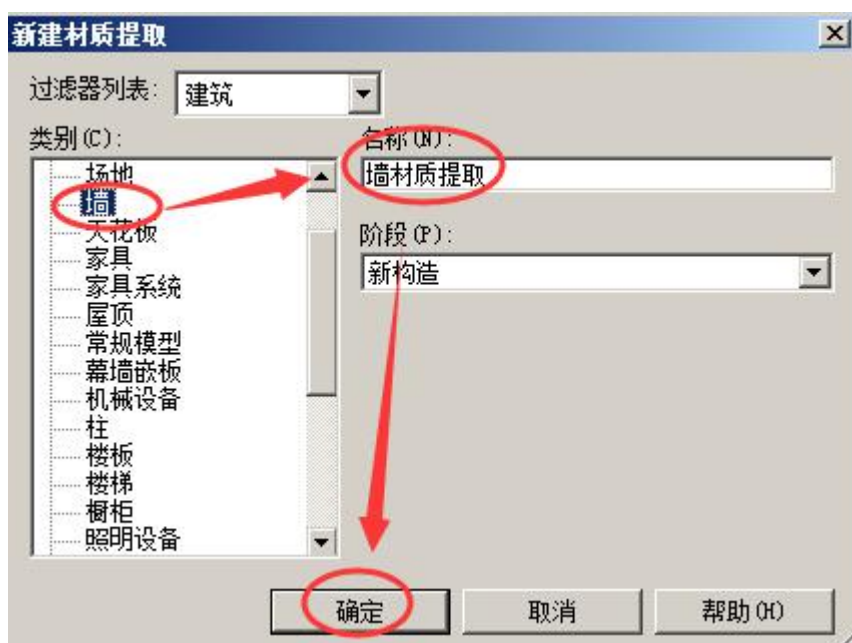 新建材质提取
过滤器列表: 建筑
类别(C):
场地
墙
天花板
家具
家具系统
屋顶
常规模型
幕墙嵌板
机械设备
柱
楼板
楼梯
橱柜
照明设备
名称(N):
墙材质提取
阶段(P):
新构造
确定 取消 帮助(H)